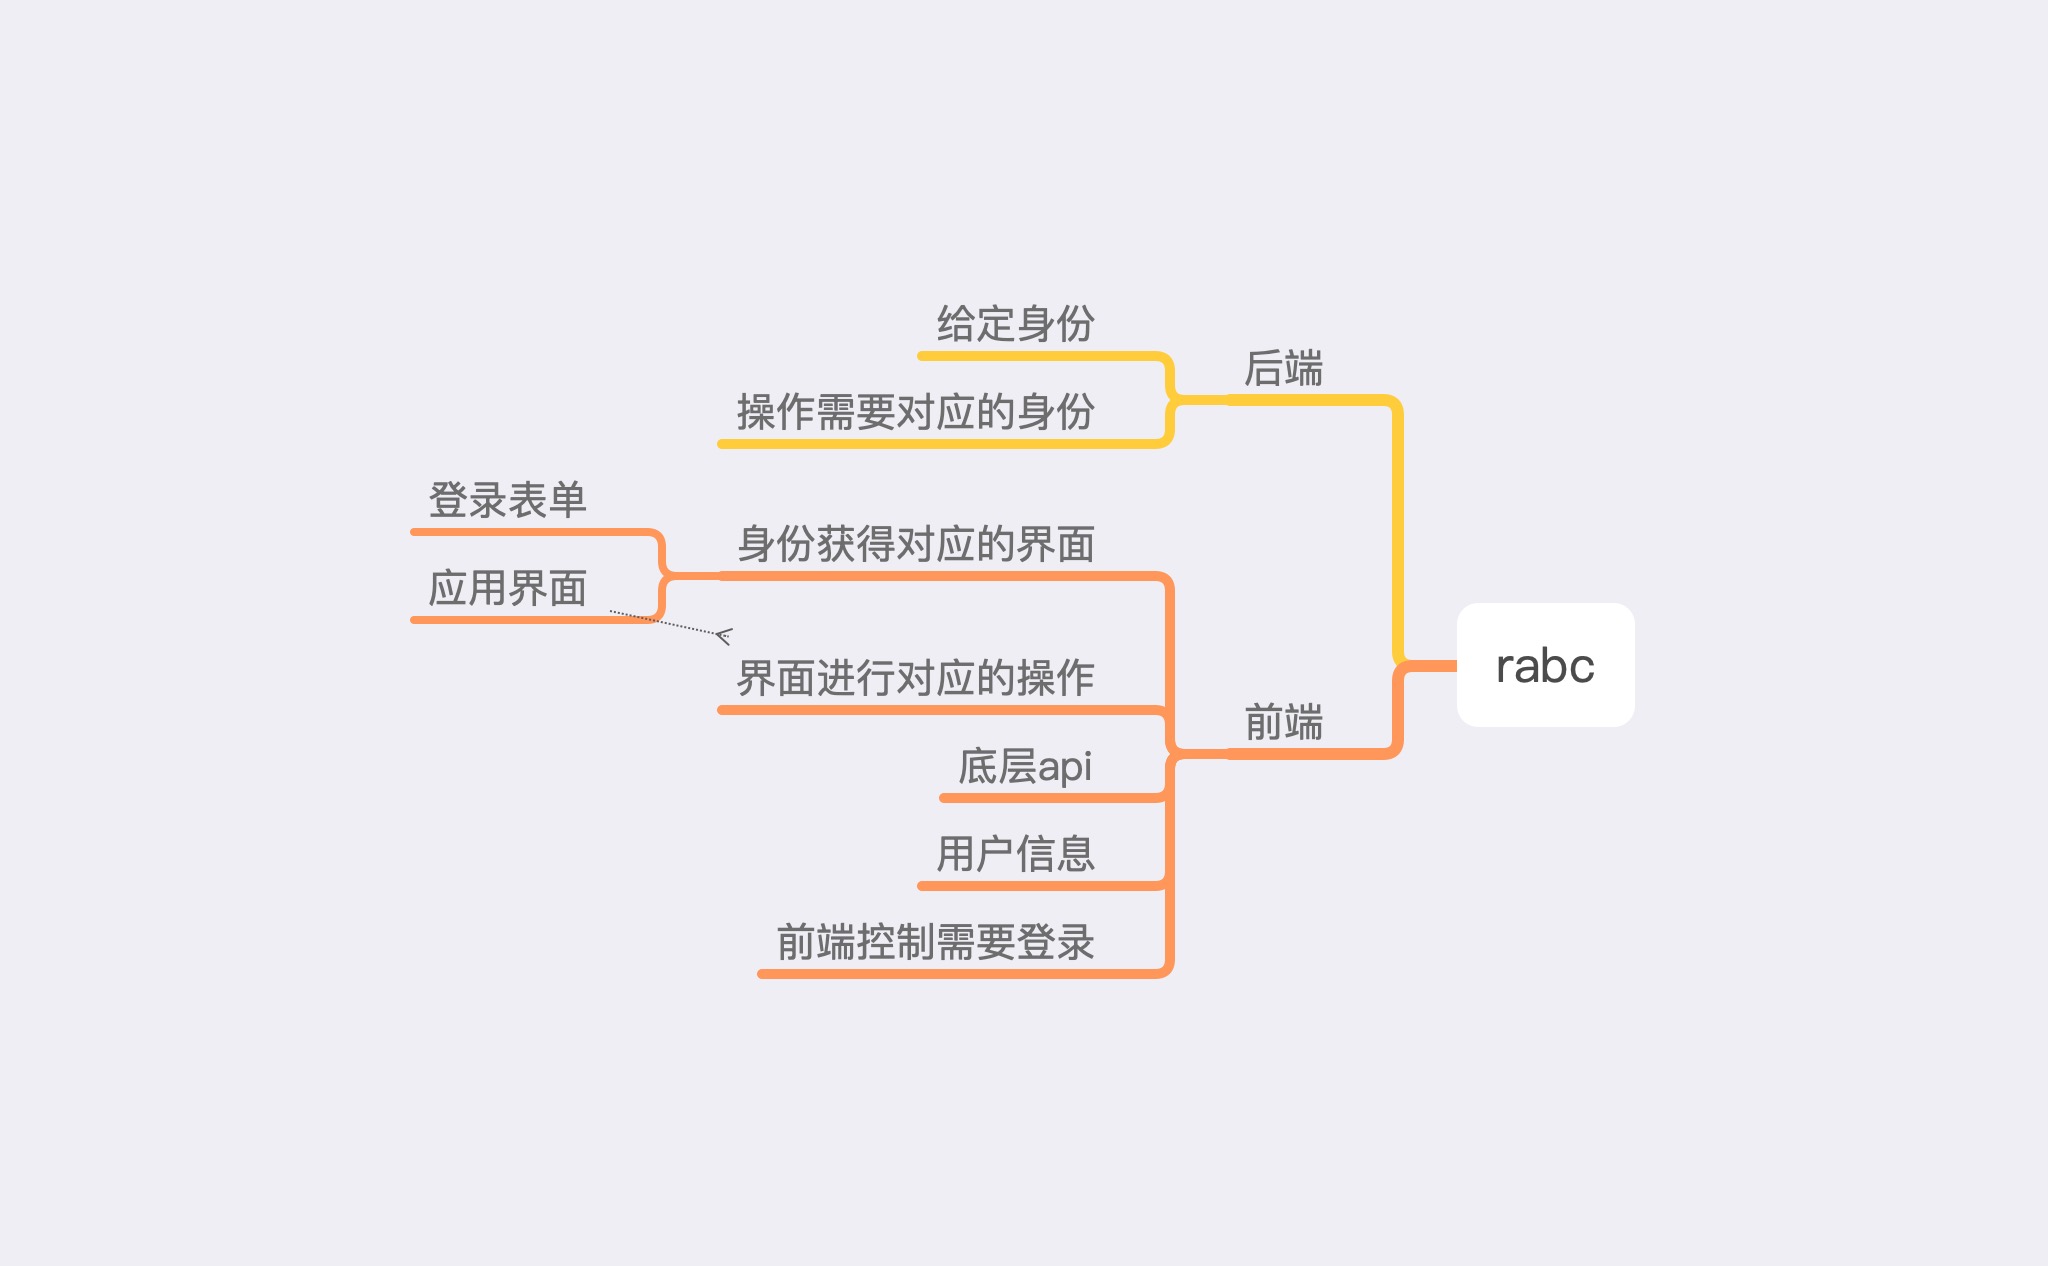 给定身份
后端
操作需要对应的身份
登录表单
身份获得对应的界面
应用界面
rabc
界面进行对应的操作
前端
底层api
用户信息
前端控制需要登录